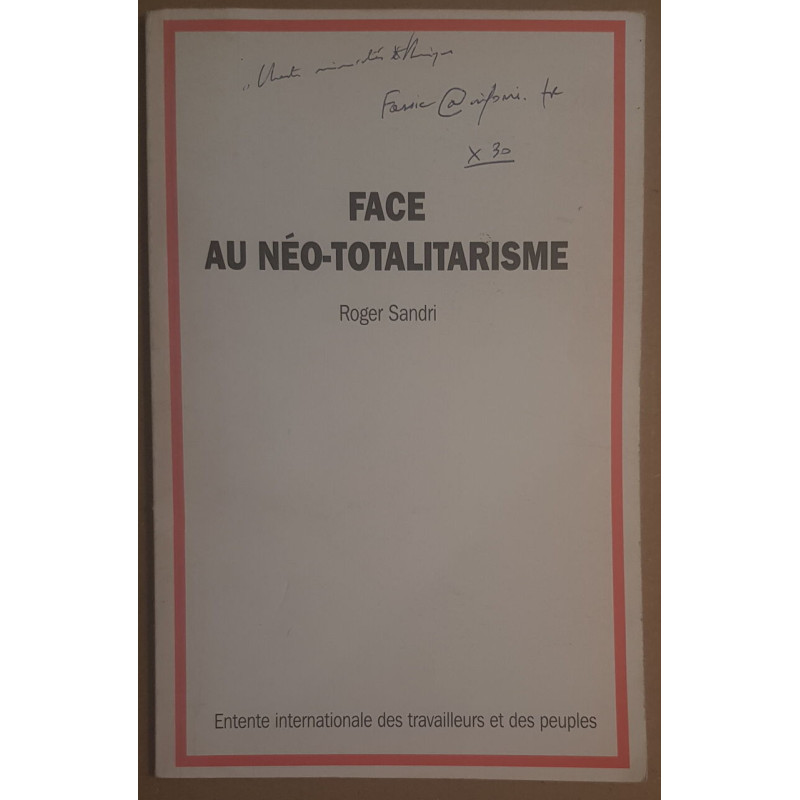 x 30
FACE
AU NÉO-TOTALITARISME
Roger Sandri
Entente internationale des travailleurs et des peuples